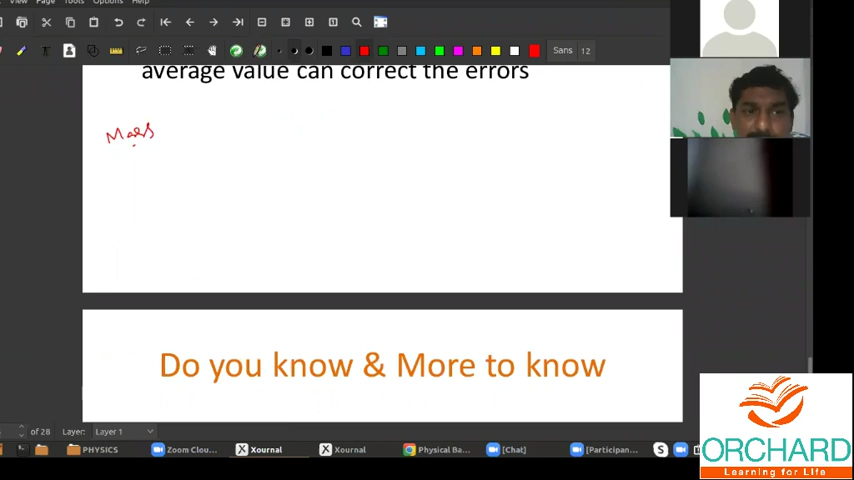 View Page Tools Options Help
Sans 12
average value can correct the errors
Mass
Do you know & More to know
of 28 Layer: Layer 1
PHYSICS Zoom Clou... Xournal Xournal Physical Ba... [Chat] [Participan...
ORCHARD
Learning for Life